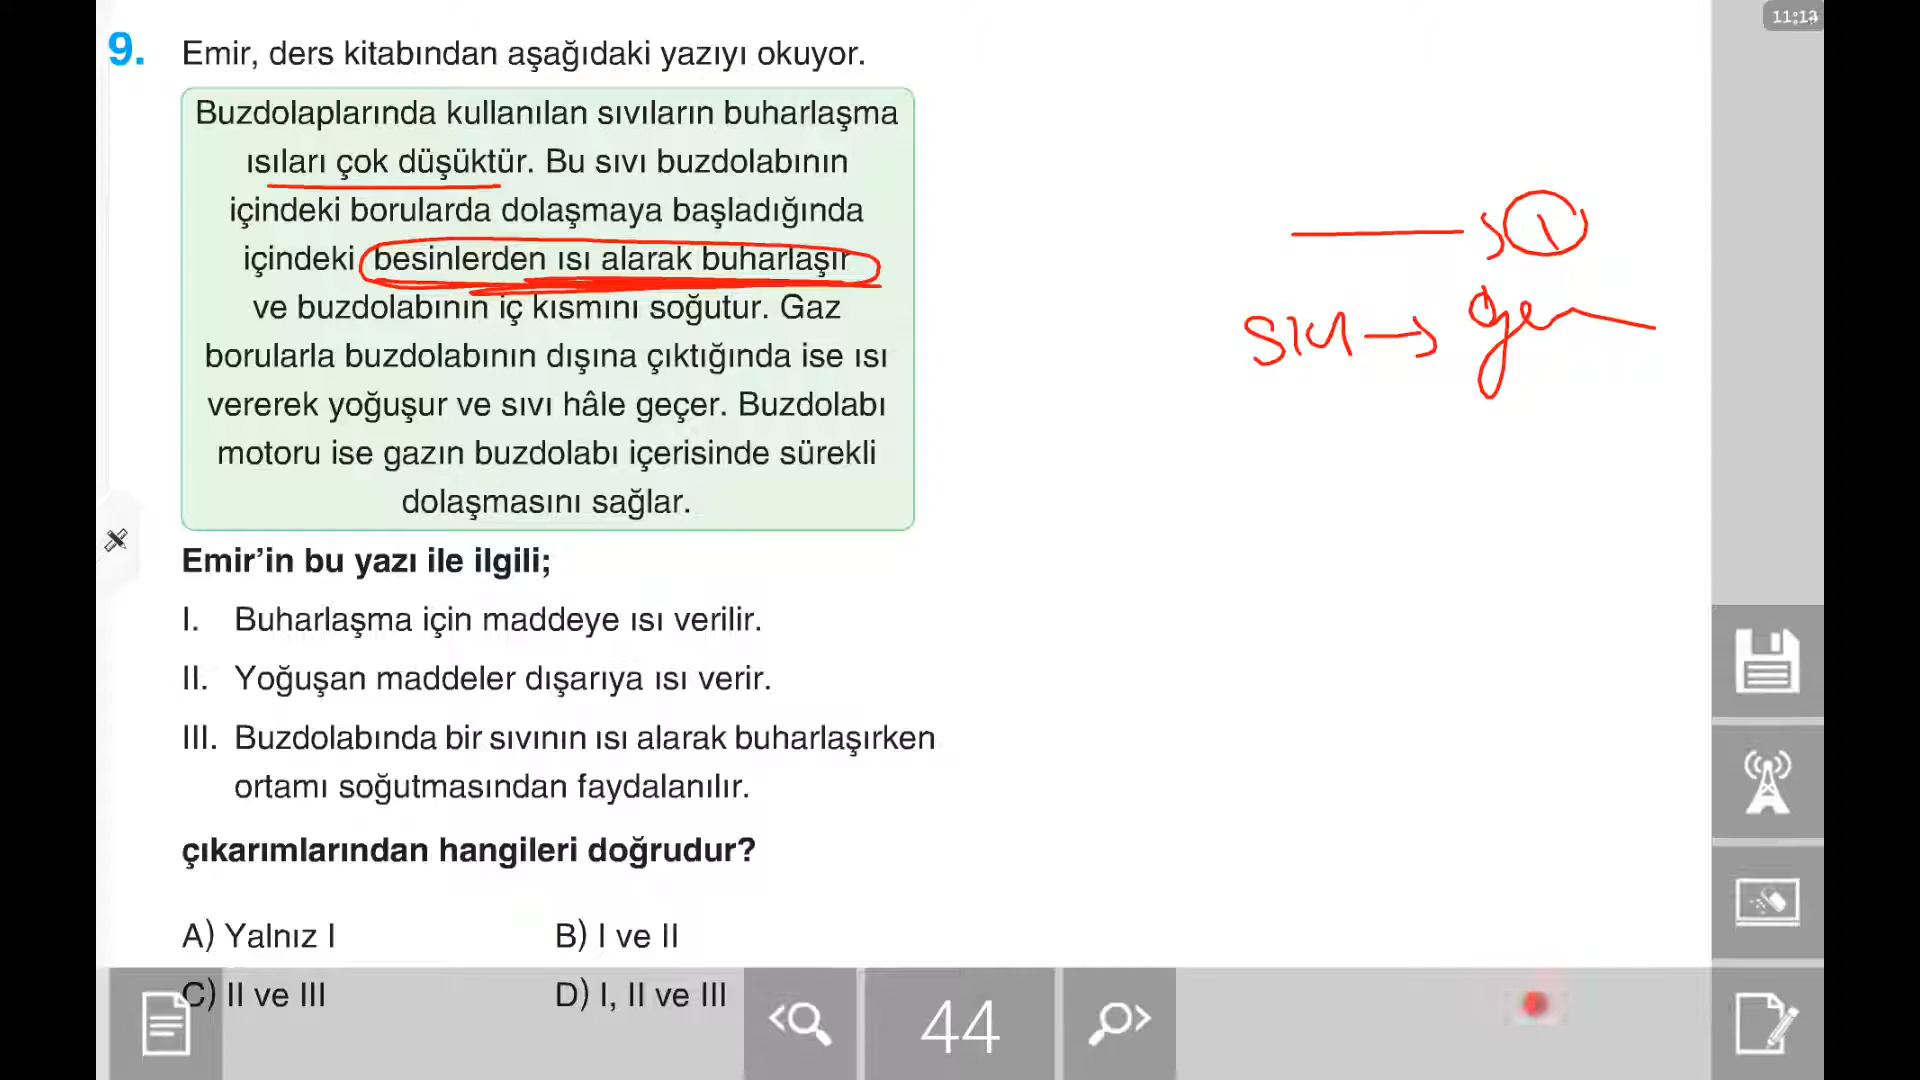 11:14
9. Emir, ders kitabından aşağıdaki yazıyı okuyor.
Buzdolaplarında kullanılan sıvıların buharlaşma
ısıları çok düşüktür. Bu sıvı buzdolabının
içindeki borularda dolaşmaya başladığında
içindeki besinlerden ısı alarak buharlaşır
ve buzdolabının iç kısmını soğutur. Gaz
borularla buzdolabının dışına çıktığında ise ısı
vererek yoğuşur ve sıvı hâle geçer. Buzdolabı
motoru ise gazın buzdolabı içerisinde sürekli
dolaşmasını sağlar.
Emir’in bu yazı ile ilgili;
I. Buharlaşma için maddeye ısı verilir.
II. Yoğuşan maddeler dışarıya ısı verir.
III. Buzdolabında bir sıvının ısı alarak buharlaşırken
ortamı soğutmasından faydalanılır.
çıkarımlarından hangileri doğrudur?
A) Yalnız I B) I ve II
C) II ve III D) I, II ve III
44
SIVI →